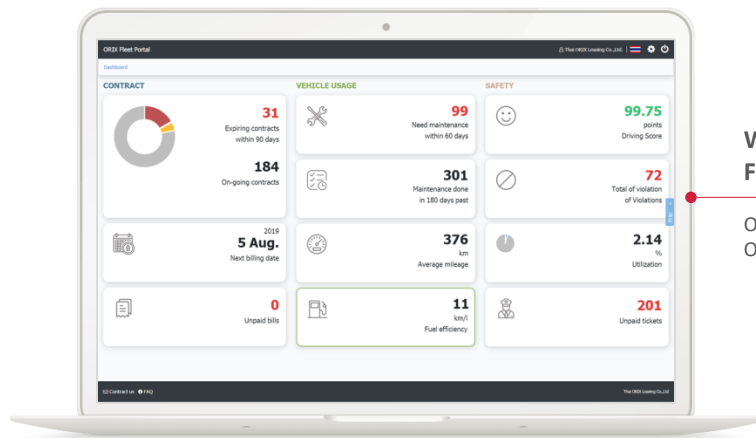 ORIX Fleet Portal
Thai ORIX Leasing Co.,Ltd. |
Dashboard
CONTRACT
31
Expiring contracts
within 90 days
184
On-going contracts
2019
5 Aug.
Next billing date
0
Unpaid bills
VEHICLE USAGE
99
Need maintenance
within 60 days
301
Maintenance done
in 180 days past
376
km
Average mileage
11
km/l
Fuel efficiency
SAFETY
99.75
points
Driving Score
72
Total of violation
of Violations
2.14
%
Utilization
201
Unpaid tickets
Contract us FAQ
Thai ORIX Leasing Co.,Ltd